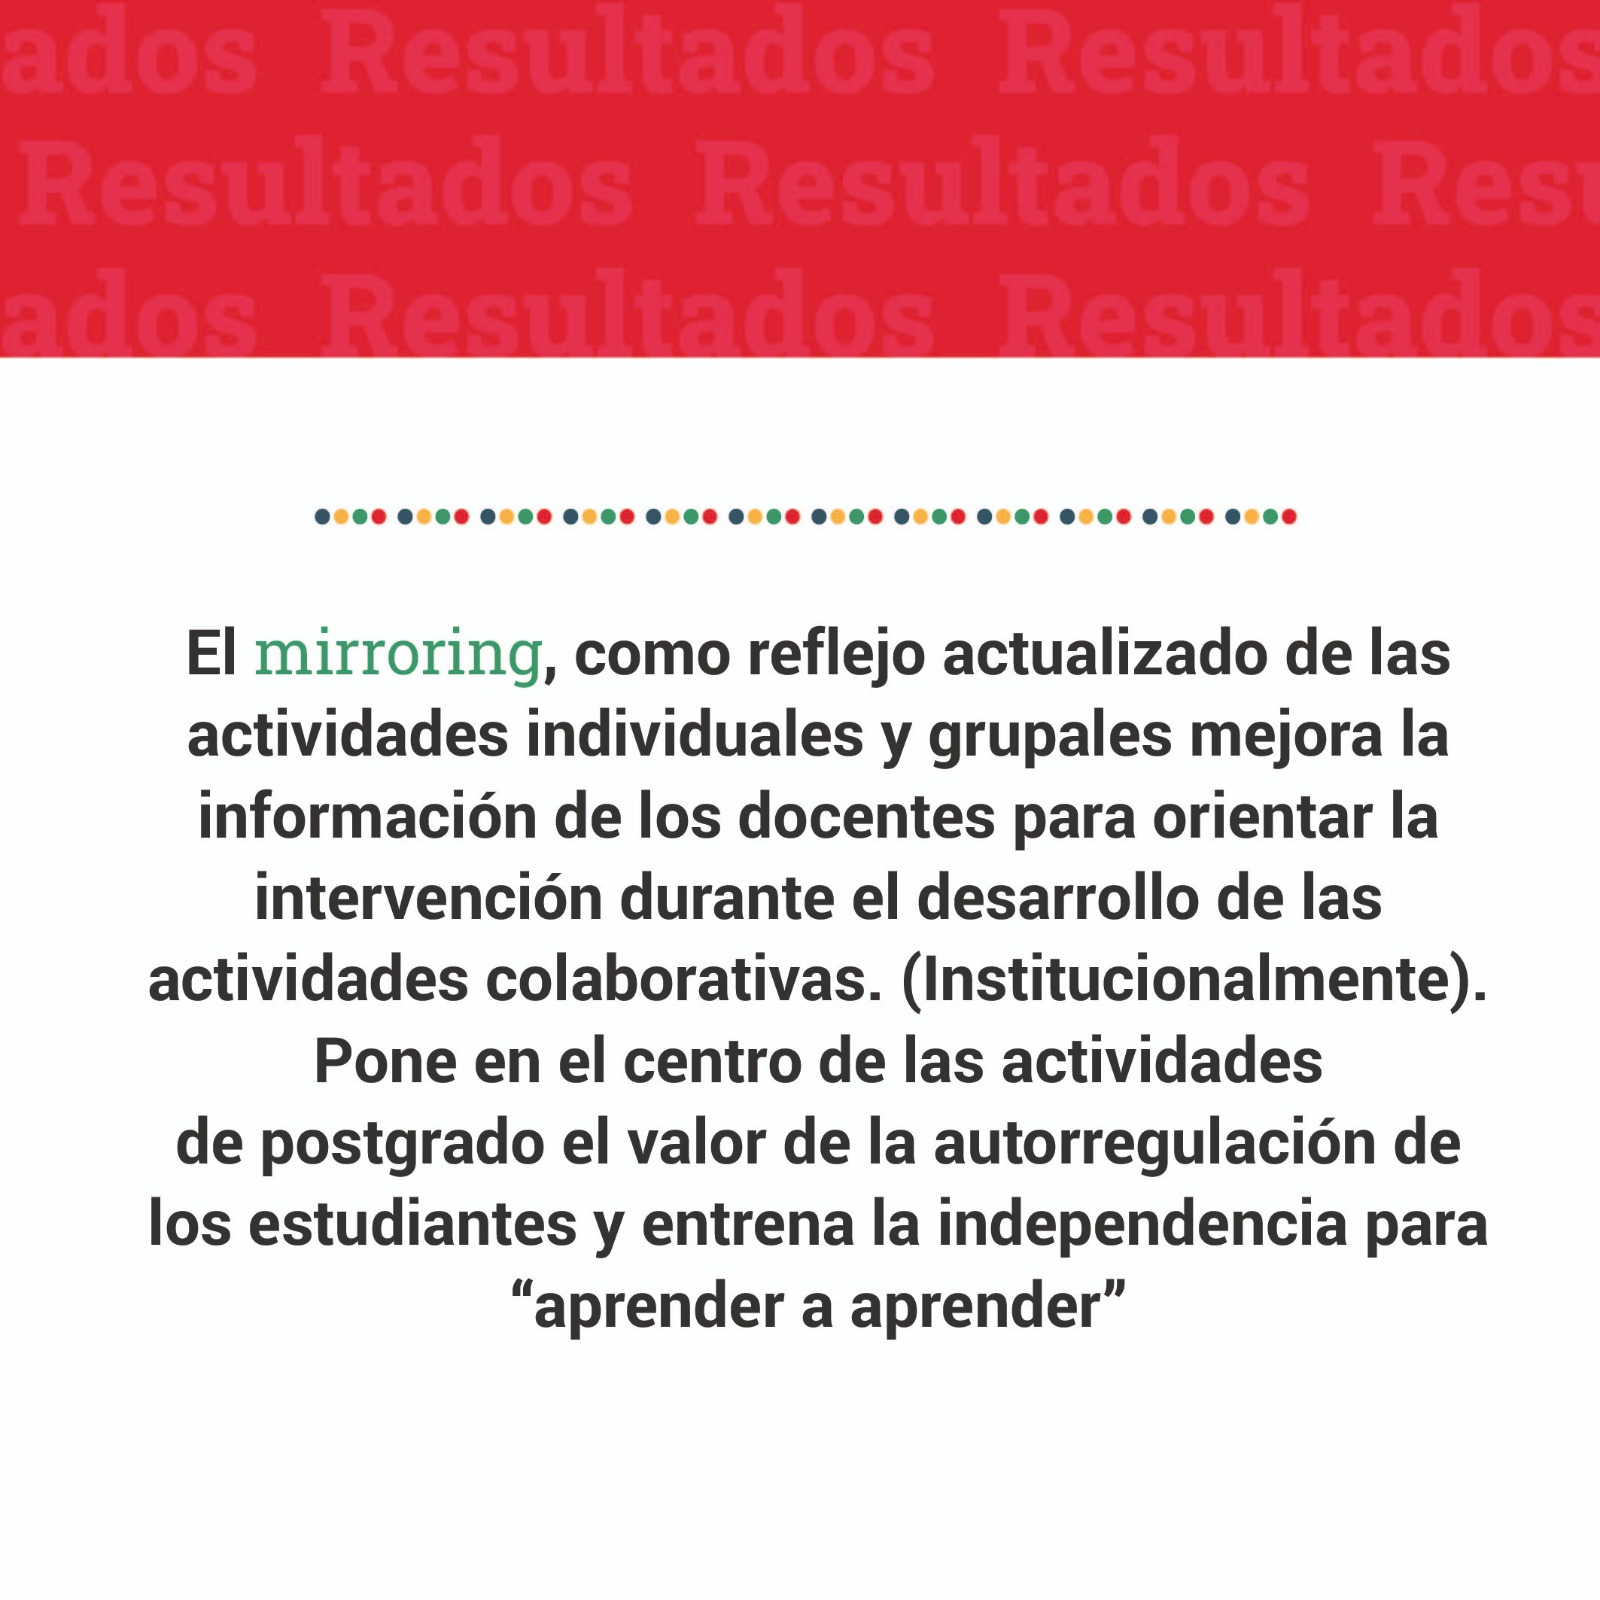 ados Resultados Resultados
Resultados Resultados Resu
ados Resultados Resultados
El mirroring, como reflejo actualizado de las
actividades individuales y grupales mejora la
información de los docentes para orientar la
intervención durante el desarrollo de las
actividades colaborativas. (Institucionalmente).
Pone en el centro de las actividades
de postgrado el valor de la autorregulación de
los estudiantes y entrena la independencia para
“aprender a aprender”